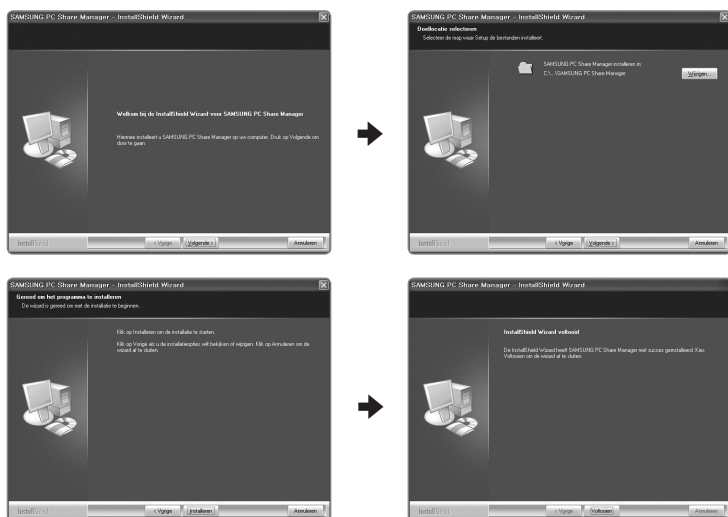 SAMSUNG PC Share Manager - InstallShield Wizard
Welkom bij de InstallShield Wizard voor SAMSUNG PC Share Manager
Hiermee installeert u SAMSUNG PC Share Manager op uw computer. Druk op Volgende om
door te gaan.
InstallShield
< Vorige
Volgende >
Annuleren
SAMSUNG PC Share Manager - InstallShield Wizard
Doellocatie selecteren
Selecteer de map waar Setup de bestanden installeert.
SAMSUNG PC Share Manager installeren in:
C:\...\SAMSUNG PC Share Manager
Wijzigen...
InstallShield
< Vorige
Volgende >
Annuleren
SAMSUNG PC Share Manager - InstallShield Wizard
Gereed om het programma te installeren
De wizard is gereed om met de installatie te beginnen.
Klik op Installeren om de installatie te starten.
Klik op Vorige als u de installatieopties wilt bekijken of wijzigen. Klik op Annuleren om de
wizard af te sluiten.
InstallShield
< Vorige
Installeren
Annuleren
SAMSUNG PC Share Manager - InstallShield Wizard
InstallShield Wizard voltooid
De InstallShield Wizard heeft SAMSUNG PC Share Manager met succes geïnstalleerd. Kies
Voltooien om de wizard af te sluiten.
InstallShield
< Vorige
Voltooien
Annuleren